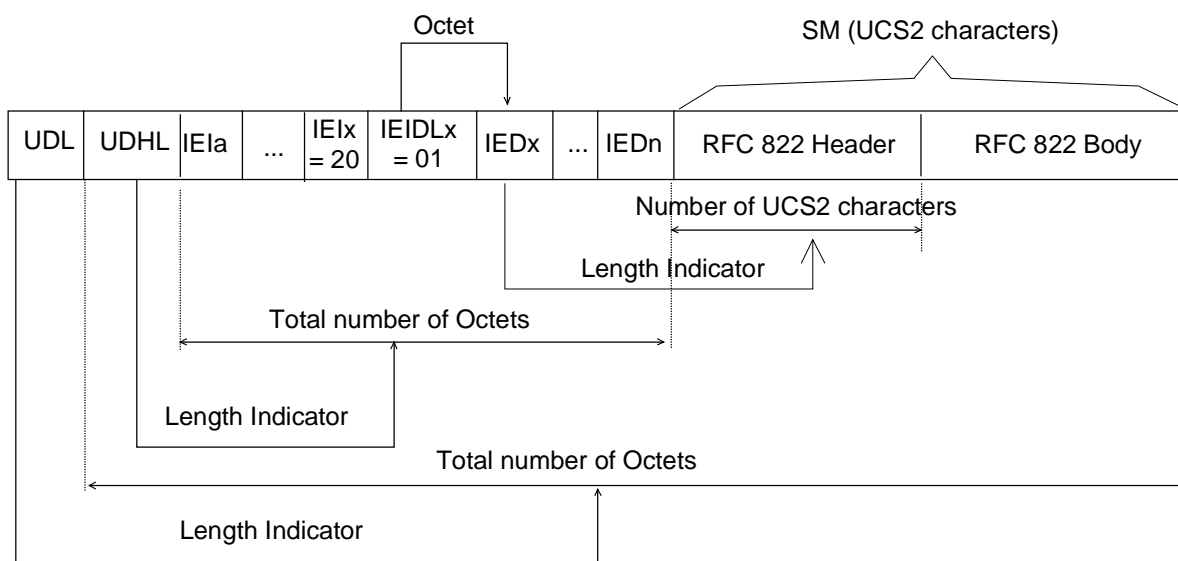 Octet
SM (UCS2 characters)
UDL UDHL IEIa ... IEIx = 20 IEIDLx = 01 IEDx ... IEDn RFC 822 Header RFC 822 Body
Number of UCS2 characters
Length Indicator
Total number of Octets
Length Indicator
Total number of Octets
Length Indicator